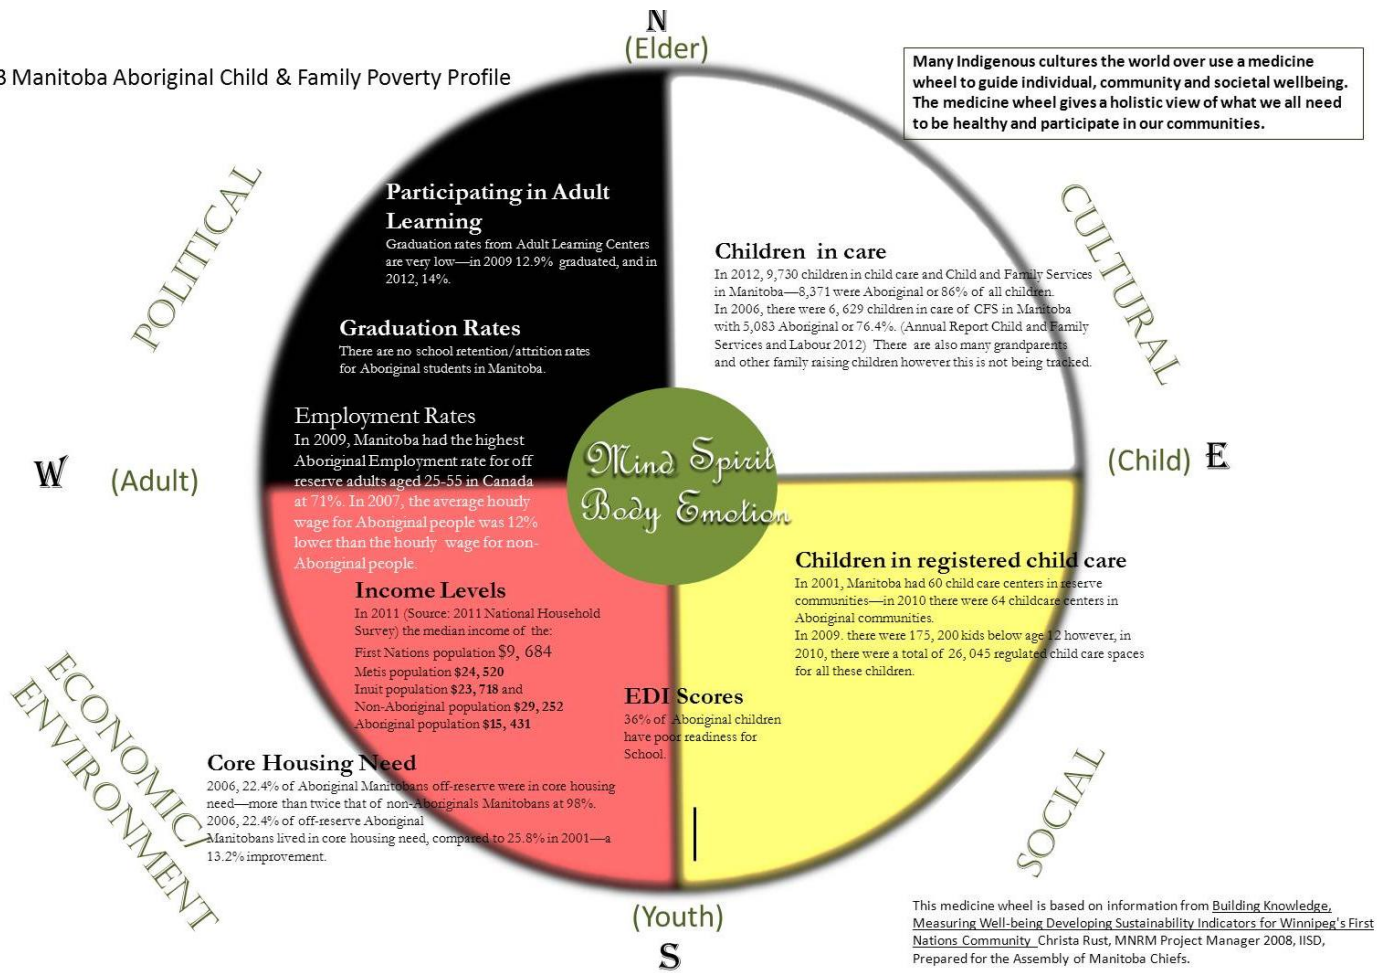 N
(Elder)
3 Manitoba Aboriginal Child & Family Poverty Profile
Many Indigenous cultures the world over use a medicine
wheel to guide individual, community and societal wellbeing.
The medicine wheel gives a holistic view of what we all need
to be healthy and participate in our communities.
POLITICAL
CULTURAL
Participating in Adult
Learning
Graduation rates from Adult Learning Centers
are very low—in 2009 12.9% graduated, and in
2012, 14%.
Children in care
In 2012, 9,730 children in child care and Child and Family Services
in Manitoba—8,371 were Aboriginal or 86% of all children.
In 2006, there were 6, 629 children in care of CFS in Manitoba
with 5,083 Aboriginal or 76.4%. (Annual Report Child and Family
Services and Labour 2012) There are also many grandparents
and other family raising children however this is not being tracked.
Graduation Rates
There are no school retention/attrition rates
for Aboriginal students in Manitoba.
Employment Rates
In 2009, Manitoba had the highest
Aboriginal Employment rate for off
reserve adults aged 25-55 in Canada
at 71%. In 2007, the average hourly
wage for Aboriginal people was 12%
lower than the hourly wage for non-
Aboriginal people.
W
(Adult)
Mind Spirit
Body Emotion
(Child)
E
Income Levels
In 2011 (Source: 2011 National Household
Survey) the median income of the:
First Nations population $9, 684
Metis population $24, 520
Inuit population $23, 718 and
Non-Aboriginal population $29, 252
Aboriginal population $15, 431
Children in registered child care
In 2001, Manitoba had 60 child care centers in reserve
communities—in 2010 there were 64 childcare centers in
Aboriginal communities.
In 2009. there were 175, 200 kids below age 12 however, in
2010, there were a total of 26, 045 regulated child care spaces
for all these children.
EDI Scores
36% of Aboriginal children
have poor readiness for
School.
ECONOMIC/
ENVIRONMENT
Core Housing Need
2006, 22.4% of Aboriginal Manitobans off-reserve were in core housing
need—more than twice that of non-Aboriginals Manitobans at 98%.
2006, 22.4% of off-reserve Aboriginal
Manitobans lived in core housing need, compared to 25.8% in 2001—a
13.2% improvement.
SOCIAL
(Youth)
S
This medicine wheel is based on information from Building Knowledge,
Measuring Well-being Developing Sustainability Indicators for Winnipeg's First
Nations Community Christa Rust, MNRM Project Manager 2008, IISD,
Prepared for the Assembly of Manitoba Chiefs.